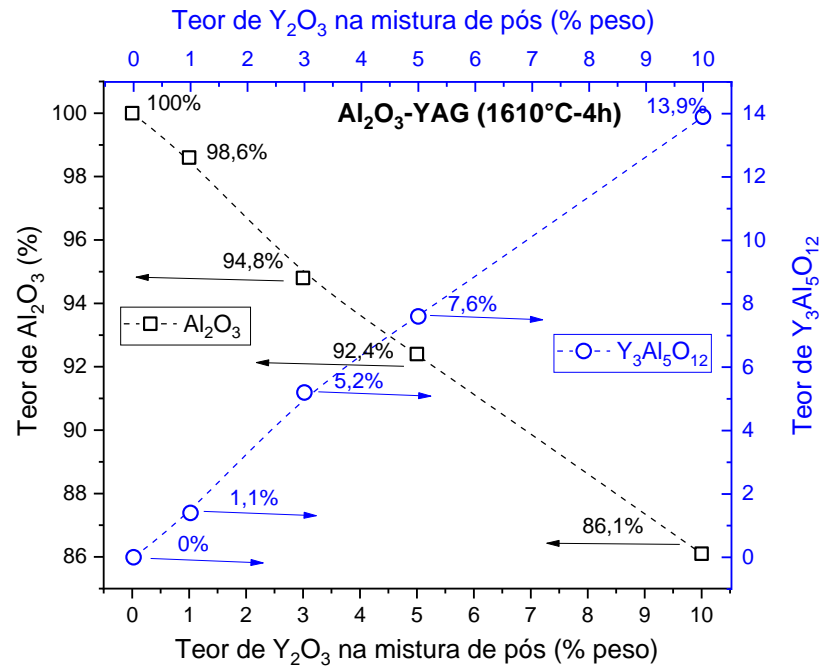 Teor de Y₂O₃ na mistura de pós (% peso)
0 1 2 3 4 5 6 7 8 9 10
Al₂O₃-YAG (1610°C-4h)
100%
98,6%
94,8%
92,4%
86,1%
13,9%
7,6%
5,2%
1,1%
0%
Al₂O₃
Y₃Al₅O₁₂
Teor de Al₂O₃ (%)
100
98
96
94
92
90
88
86
Teor de Y₃Al₅O₁₂
14
12
10
8
6
4
2
0
0 1 2 3 4 5 6 7 8 9 10
Teor de Y₂O₃ na mistura de pós (% peso)